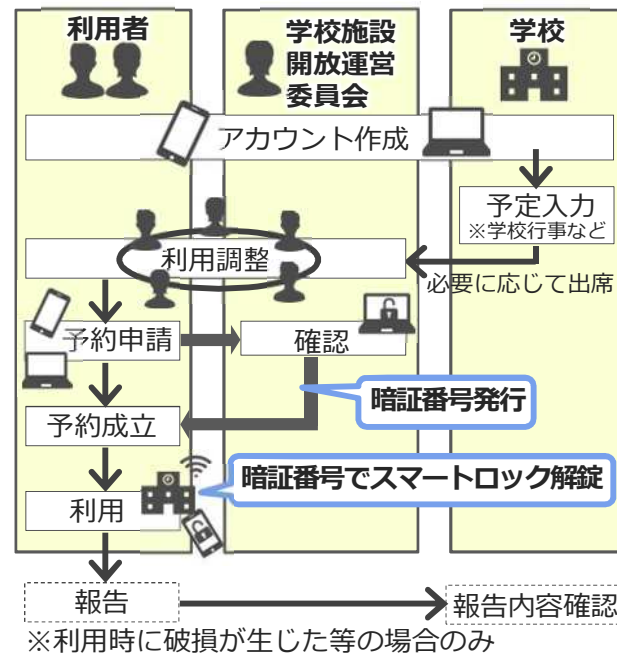 利用者
学校施設
開放運営
委員会
学校
アカウント作成
予定入力
※学校行事など
利用調整
必要に応じて出席
予約申請
確認
暗証番号発行
予約成立
暗証番号でスマートロック解錠
利用
報告
報告内容確認
※利用時に破損が生じた等の場合のみ